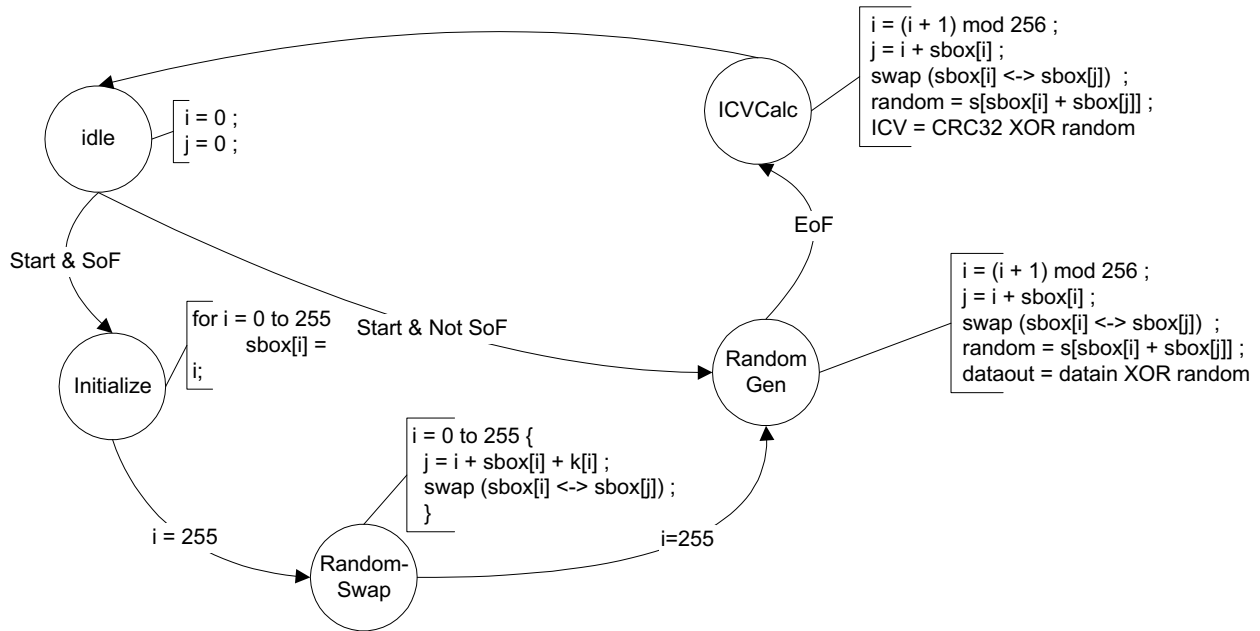 i = (i + 1) mod 256 ;
j = i + sbox[i] ;
swap (sbox[i] <-> sbox[j])  ;
random = s[sbox[i] + sbox[j]] ;
ICV = CRC32 XOR random
ICVCalc
idle
i = 0 ;
j = 0 ;
EoF
Start & SoF
i = (i + 1) mod 256 ;
j = i + sbox[i] ;
swap (sbox[i] <-> sbox[j])  ;
random = s[sbox[i] + sbox[j]] ;
dataout = datain XOR random
for i = 0 to 255
sbox[i] =
i;
Start & Not SoF
Initialize
Random
Gen
i = 0 to 255 {
j = i + sbox[i] + k[i] ;
swap (sbox[i] <-> sbox[j]) ;
}
i = 255
i=255
Random-
Swap